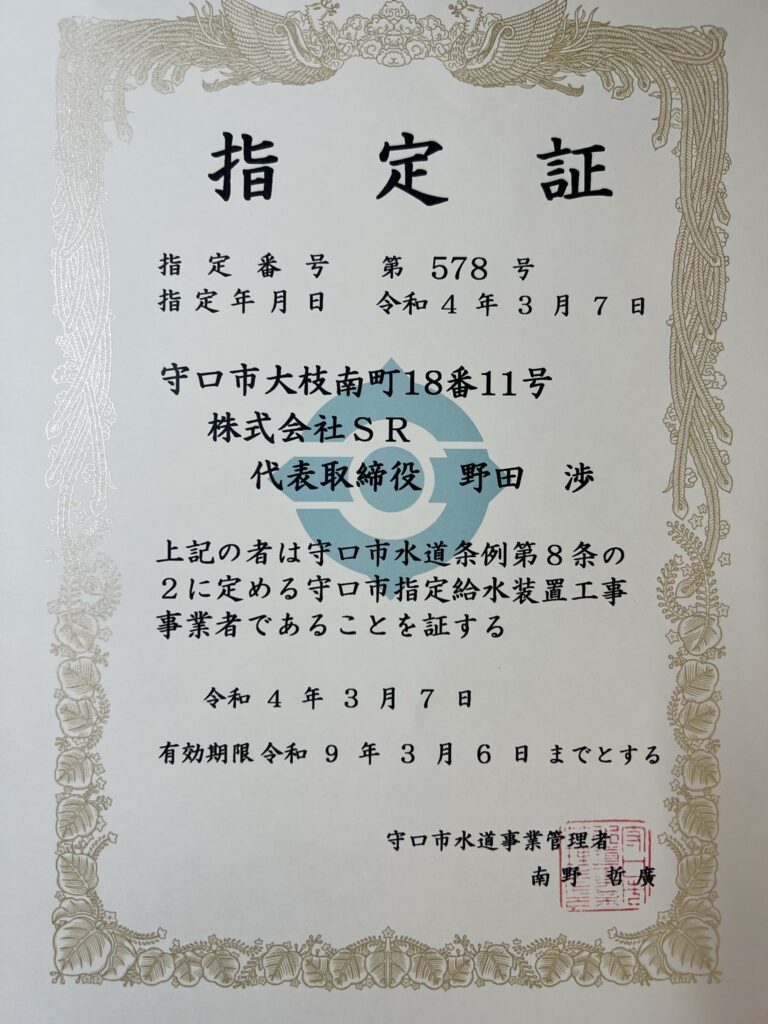 指定証
指定番号 第 578 号
指定年月日 令和 4 年 3 月 7 日
守口市大枝南町18番11号
株式会社ＳＲ
代表取締役 野田 渉
上記の者は守口市水道条例第８条の
２に定める守口市指定給水装置工事
事業者であることを証する
令和 4 年 3 月 7 日
有効期限 令和 9 年 3 月 6 日 までとする
守口市水道事業管理者
南野 哲廣